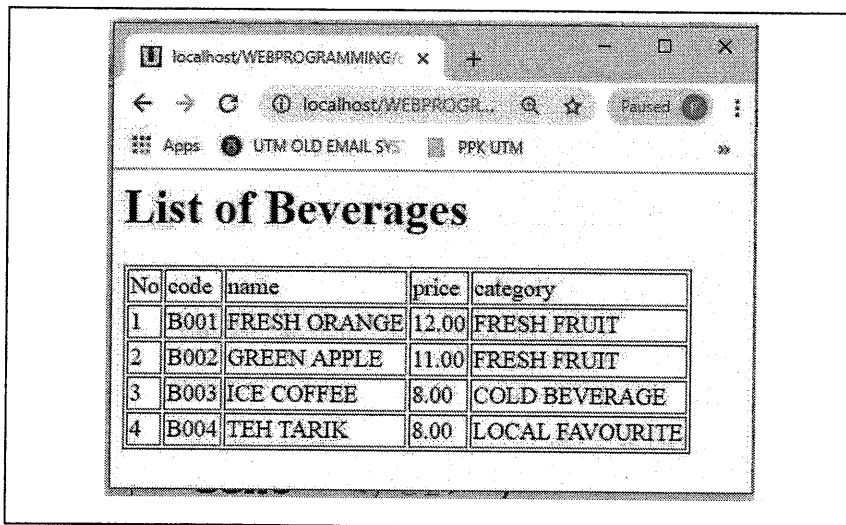 localhost/WEBPROGRAMMING/
localhost/WEBPROGR... Paused
Apps UTM OLD EMAIL SYS PPK UTM
List of Beverages
No code name price category
1 B001 FRESH ORANGE 12.00 FRESH FRUIT
2 B002 GREEN APPLE 11.00 FRESH FRUIT
3 B003 ICE COFFEE 8.00 COLD BEVERAGE
4 B004 TEH TARIK 8.00 LOCAL FAVOURITE